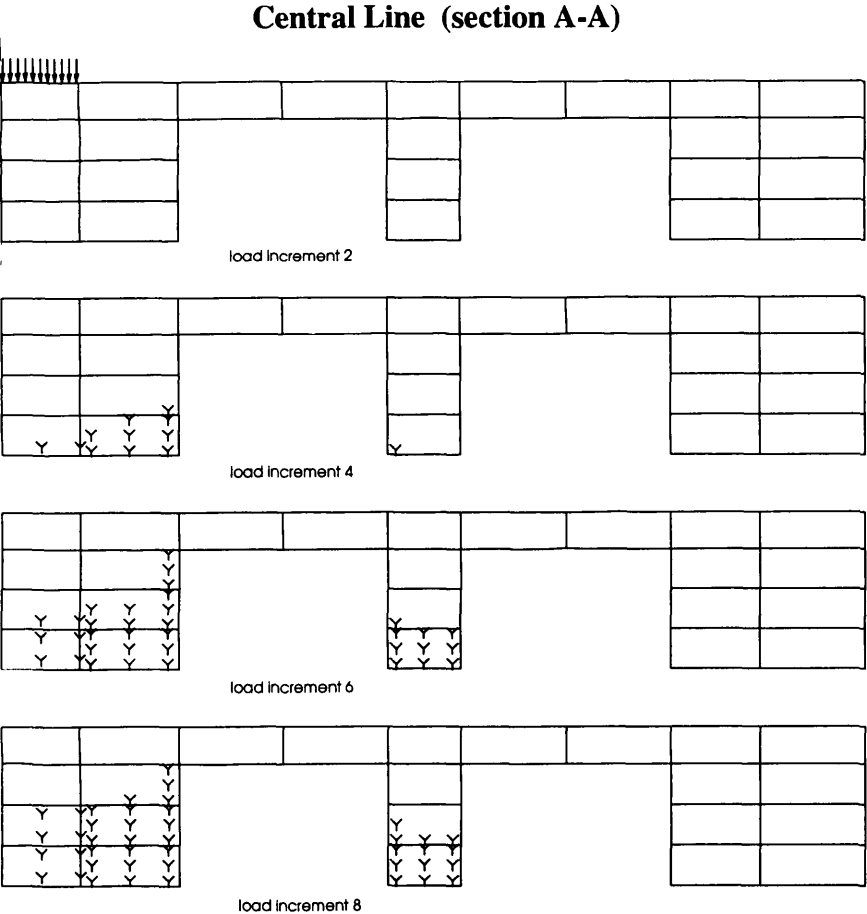 Central Line (section A-A)
load increment 2
load increment 4
load increment 6
load increment 8